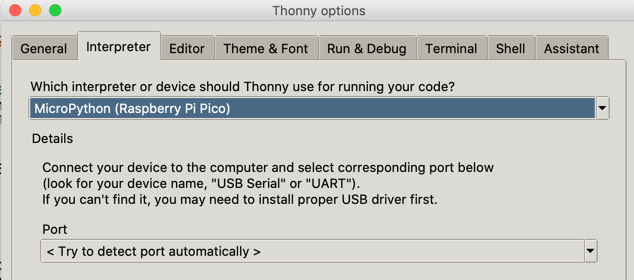 Thonny options
General Interpreter Editor Theme & Font Run & Debug Terminal Shell Assistant
Which interpreter or device should Thonny use for running your code?
MicroPython (Raspberry Pi Pico)
Details
Connect your device to the computer and select corresponding port below
(look for your device name, "USB Serial" or "UART").
If you can't find it, you may need to install proper USB driver first.
Port
< Try to detect port automatically >